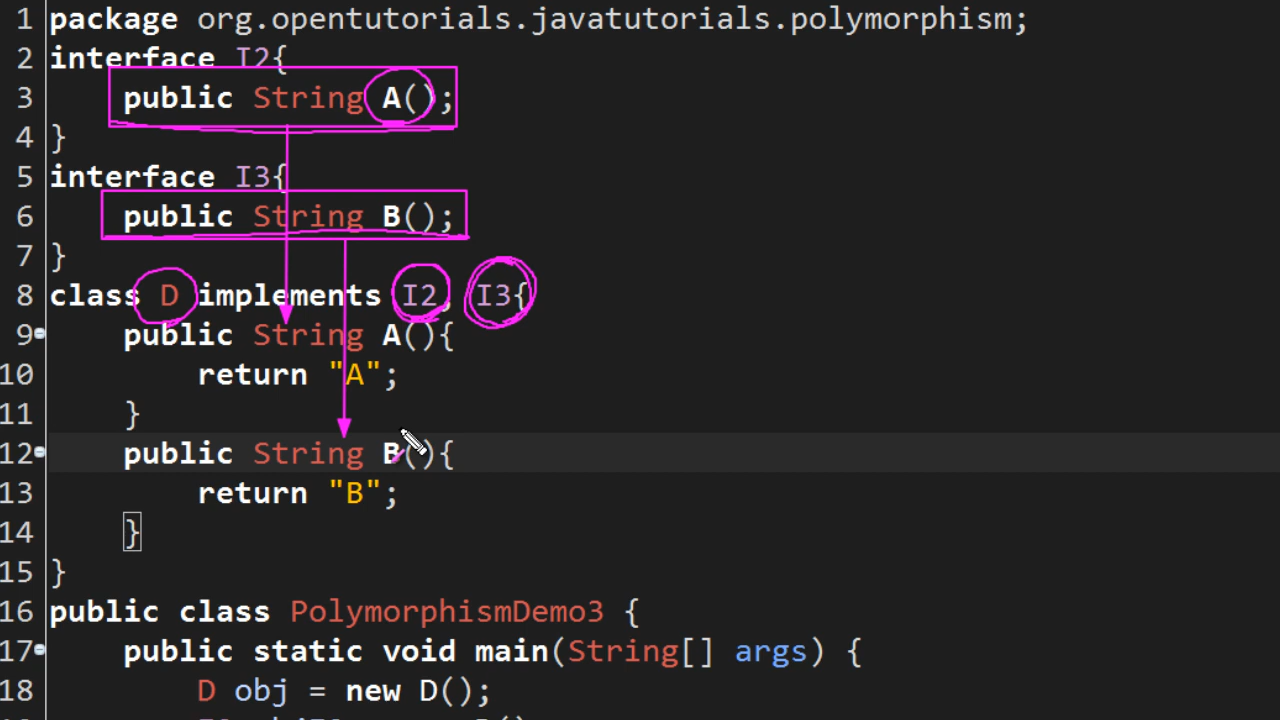 1 package org.opentutorials.javatutorials.polymorphism;
2 interface I2{
3 public String A();
4 }
5 interface I3{
6 public String B();
7 }
8 class D implements I2, I3{
9 public String A(){
10 return "A";
11 }
12 public String B(){
13 return "B";
14 }
15 }
16 public class PolymorphismDemo3 {
17 public static void main(String[] args) {
18 D obj = new D();